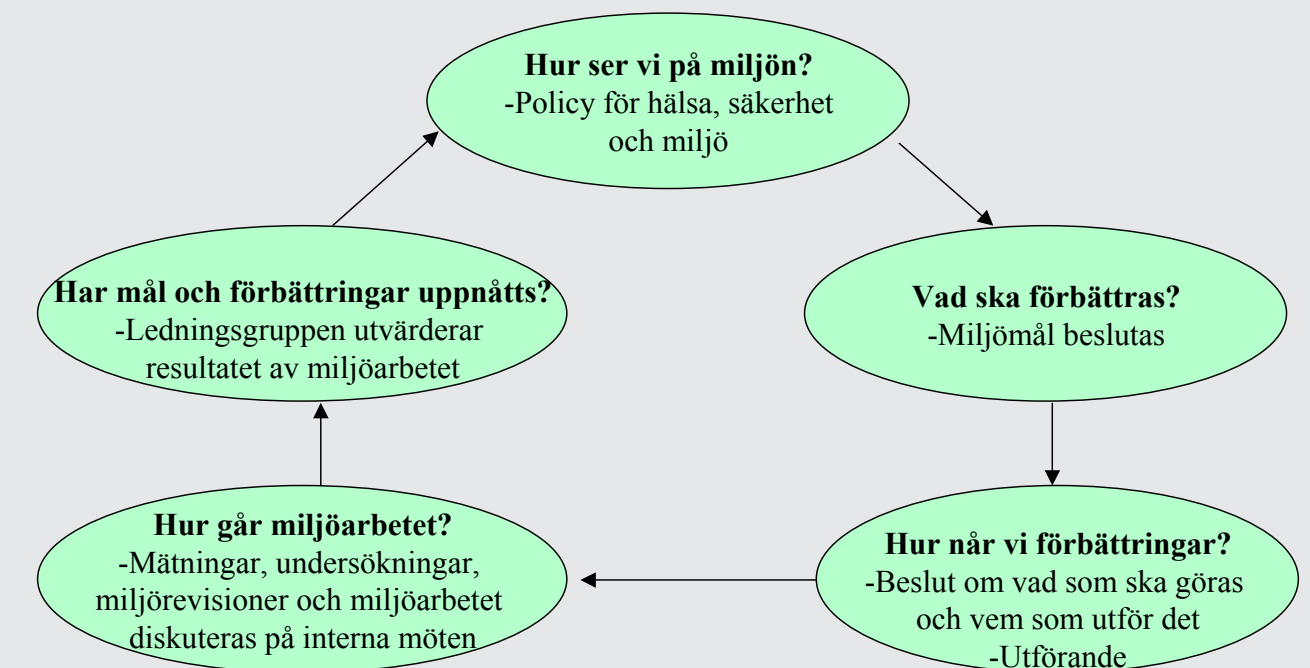 Hur ser vi på miljön?
-Policy för hälsa, säkerhet
och miljö
Har mål och förbättringar uppnåtts?
-Ledningsgruppen utvärderar
resultatet av miljöarbetet
Vad ska förbättras?
-Miljömål beslutas
Hur går miljöarbetet?
-Mätningar, undersökningar,
miljörevisioner och miljöarbetet
diskuteras på interna möten
Hur når vi förbättringar?
-Beslut om vad som ska göras
och vem som utför det
-Utförande